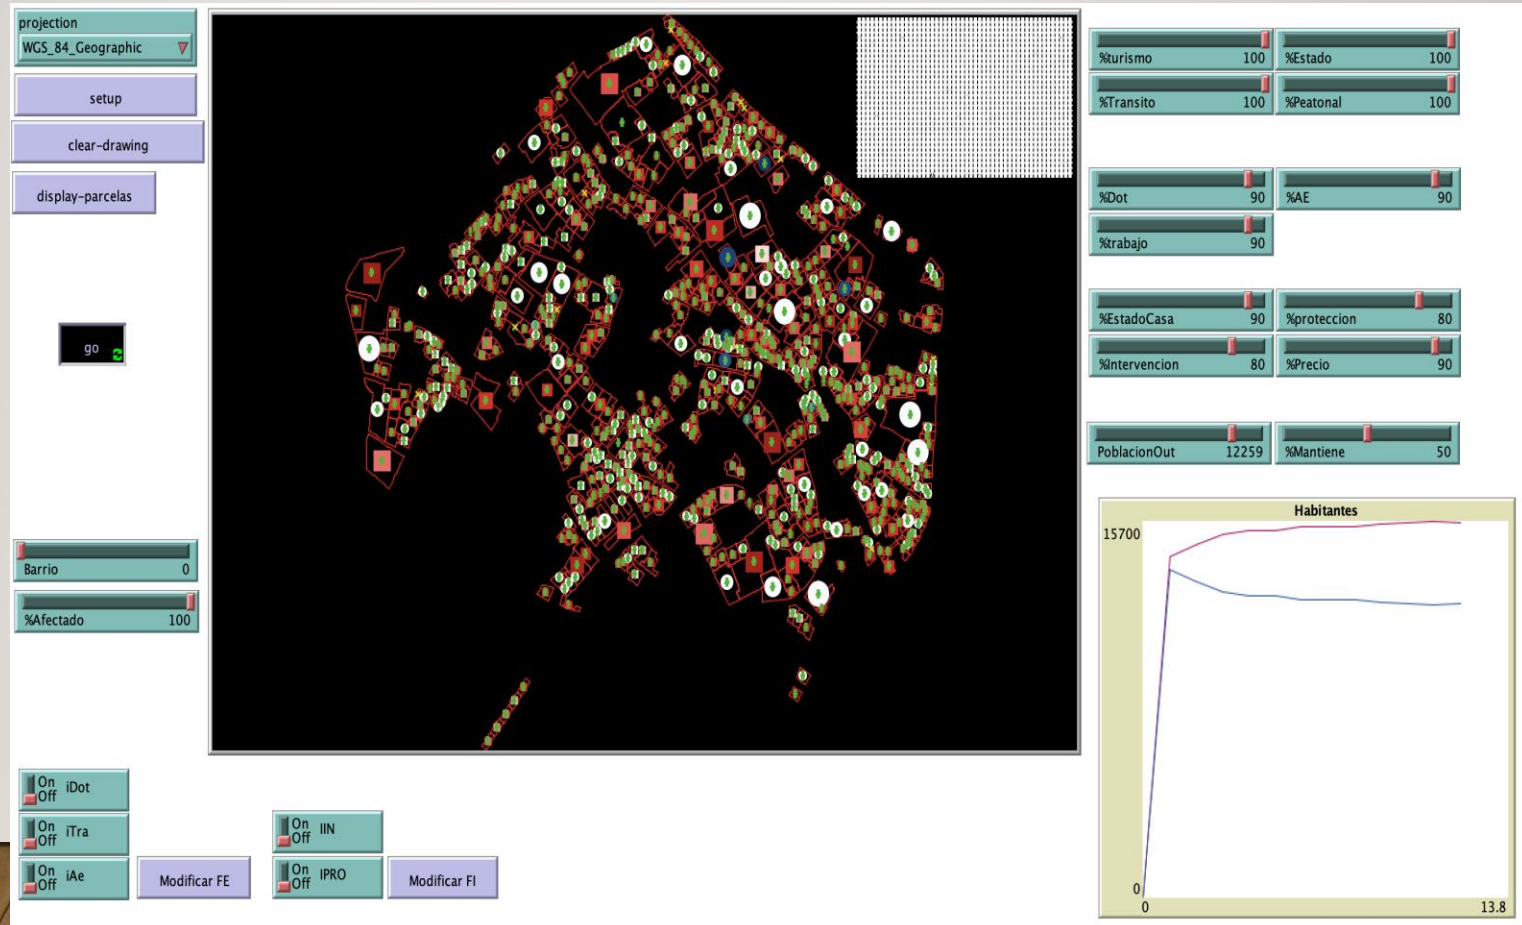 projection
WGS_84_Geographic
setup
clear-drawing
display-parcelas
go
Barrio 0
%Afectado 100
On
Off iDot
On
Off iTra
On
Off iAe
Modificar FE
On
Off IIN
On
Off IPRO
Modificar FI
%turismo 100
%Estado 100
%Transito 100
%Peatonal 100
%Dot 90
%AE 90
%trabajo 90
%EstadoCasa 90
%proteccion 80
%Intervencion 80
%Precio 90
PoblacionOut 12259
%Mantiene 50
Habitantes
15700
0
0 13.8